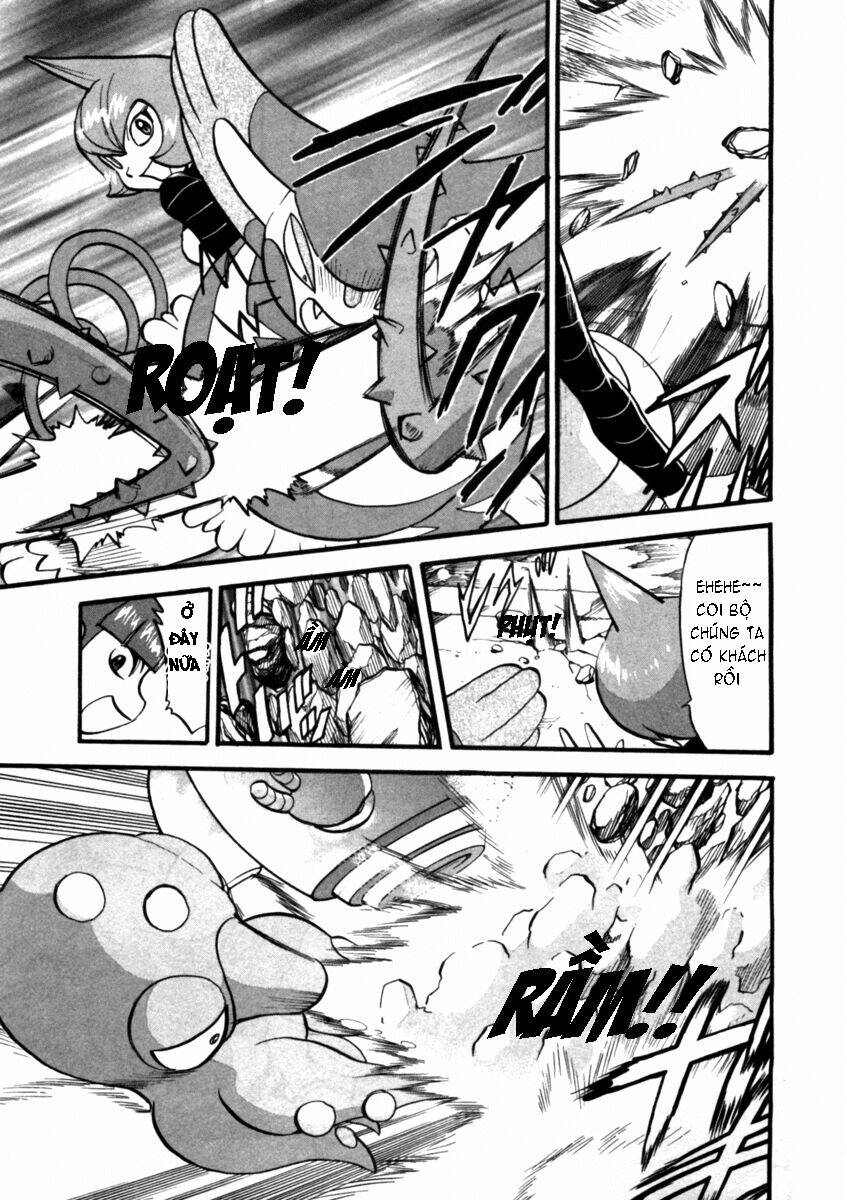 ROẠT!
EHEHE~~
COI BỘ
CHÚNG TA
CÓ KHÁCH
RỒI
PHỤT!
ẦM
ẦM
Ở
ĐÂY
NỮA
RẦM!!